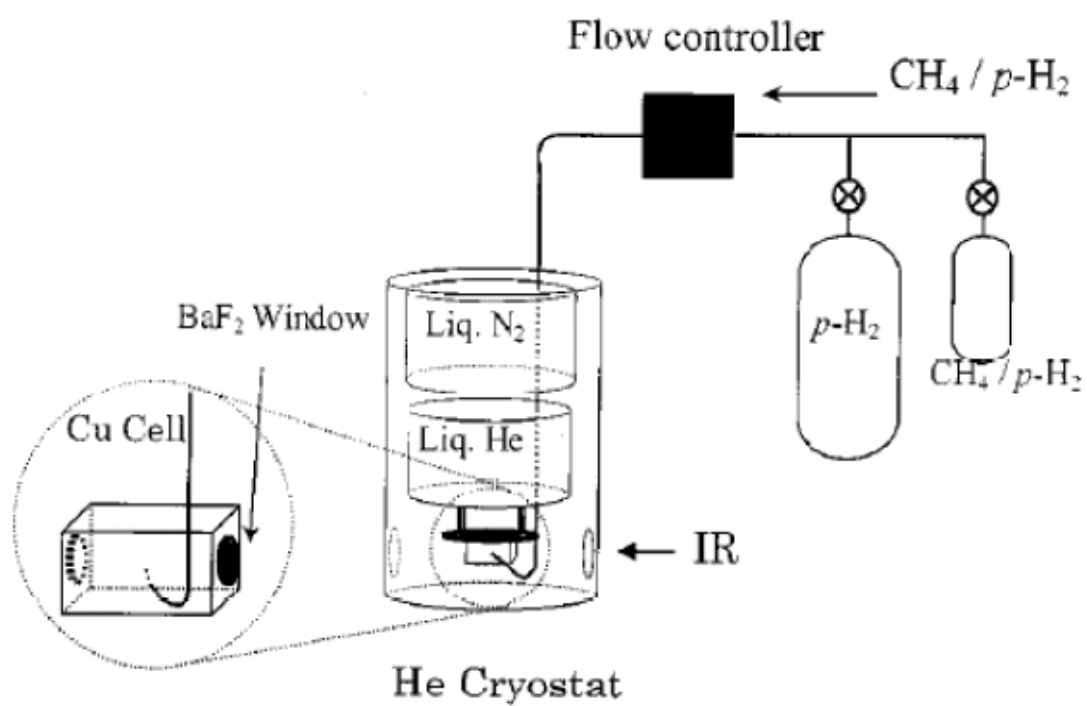 Flow controller
CH₄ / p-H₂
BaF₂ Window
Liq. N₂
p-H₂
CH₄ / p-H₂
Cu Cell
Liq. He
IR
He Cryostat